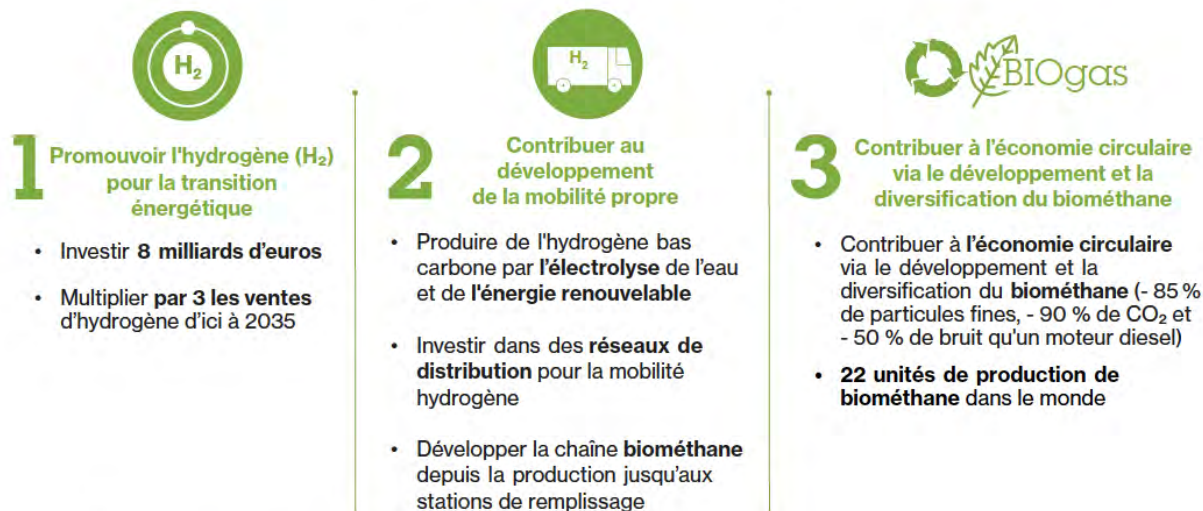 H₂
1
Promouvoir l'hydrogène (H₂)
pour la transition
énergétique
• Investir 8 milliards d'euros
• Multiplier par 3 les ventes
d'hydrogène d'ici à 2035
H₂
2
Contribuer au
développement
de la mobilité propre
• Produire de l'hydrogène bas
carbone par l'électrolyse de l'eau
et de l'énergie renouvelable
• Investir dans des réseaux de
distribution pour la mobilité
hydrogène
• Développer la chaîne biométhane
depuis la production jusqu'aux
stations de remplissage
BIOgas
3
Contribuer à l'économie circulaire
via le développement et la
diversification du biométhane
• Contribuer à l'économie circulaire
via le développement et la
diversification du biométhane (- 85 %
de particules fines, - 90 % de CO₂ et
- 50 % de bruit qu'un moteur diesel)
• 22 unités de production de
biométhane dans le monde